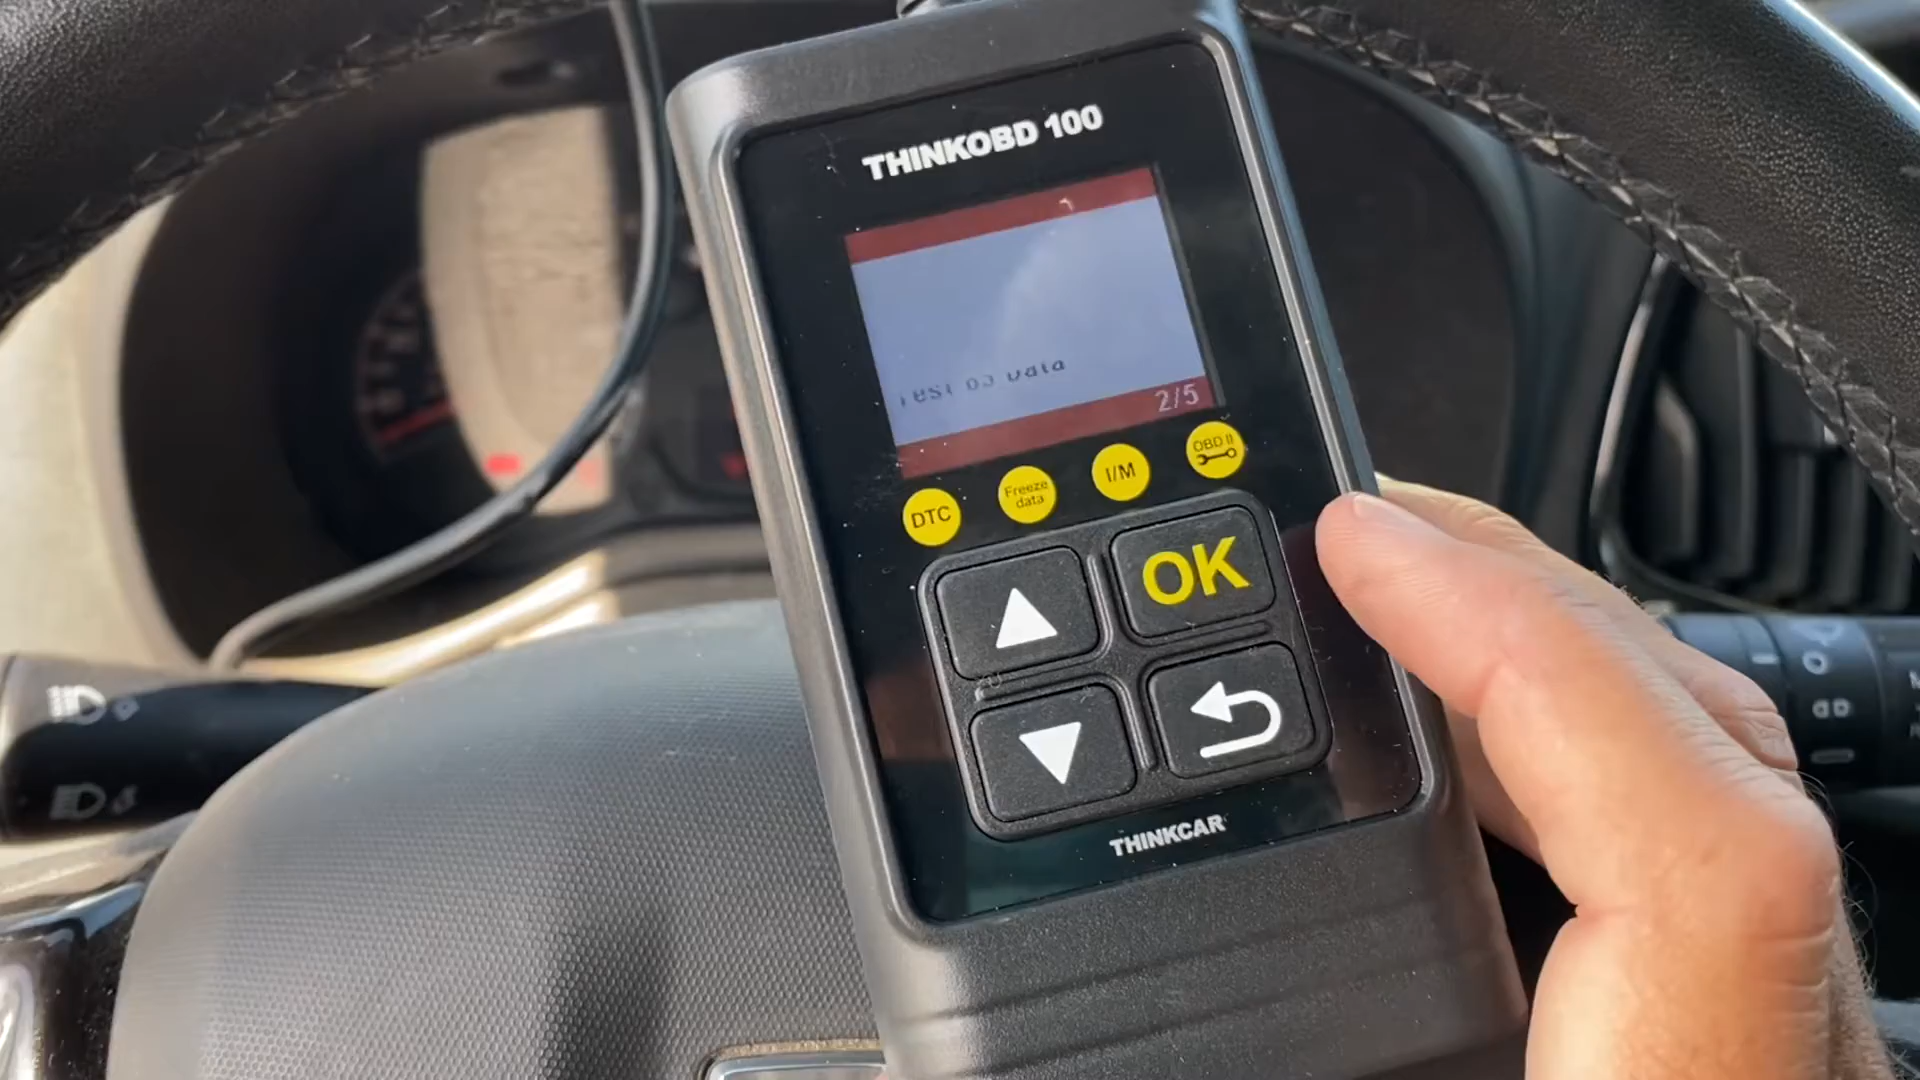 THINKOBD 100
2/5
DTC
Freeze
data
I/M
OBD II
OK
THINKCAR